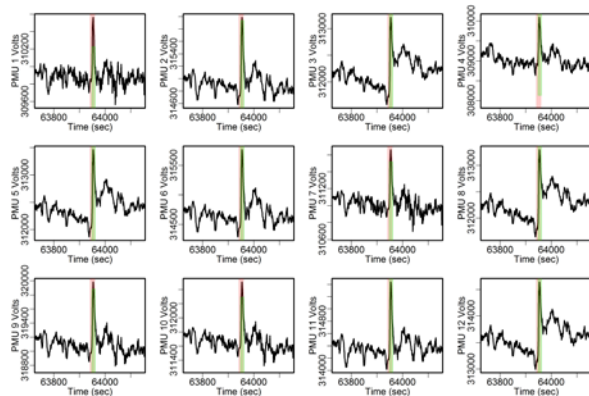 PMU 1 Volts
309600 310200
63800 64000
Time (sec)
PMU 2 Volts
314600 315400
63800 64000
Time (sec)
PMU 3 Volts
312000 313000
63800 64000
Time (sec)
PMU 4 Volts
308000 309000 310000
63800 64000
Time (sec)
PMU 5 Volts
312000 313000
63800 64000
Time (sec)
PMU 6 Volts
314500 315500
63800 64000
Time (sec)
PMU 7 Volts
310600 311200
63800 64000
Time (sec)
PMU 8 Volts
312000 313000
63800 64000
Time (sec)
PMU 9 Volts
318800 319400 320000
63800 64000
Time (sec)
PMU 10 Volts
311400 312000
63800 64000
Time (sec)
PMU 11 Volts
314000 314800
63800 64000
Time (sec)
PMU 12 Volts
313000 314000
63800 64000
Time (sec)